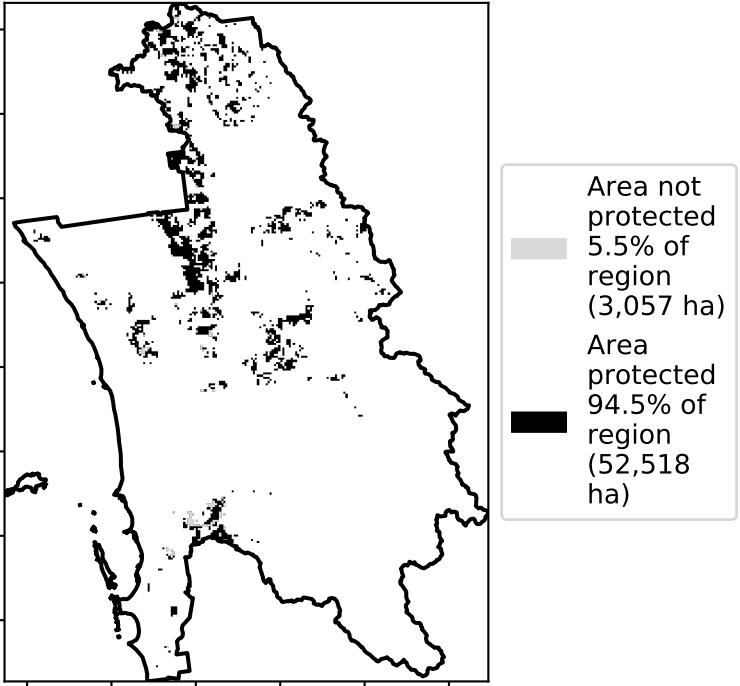 Area not
protected
5.5% of
region
(3,057 ha)
Area
protected
94.5% of
region
(52,518
ha)